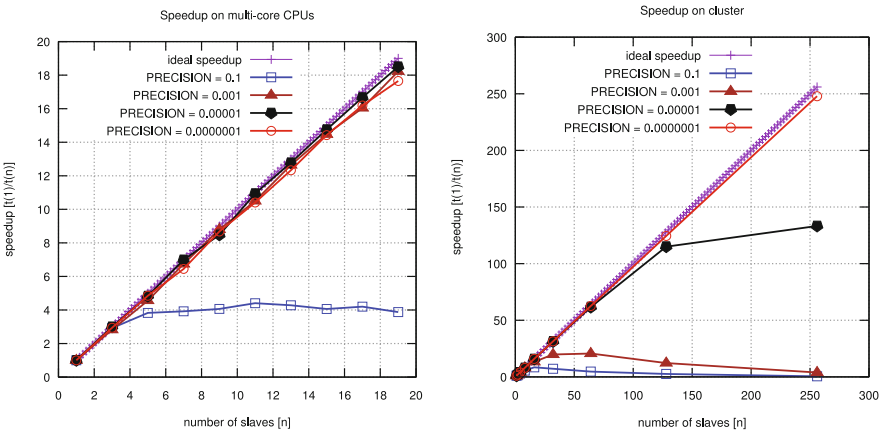 Speedup on multi-core CPUs
20
18
16
14
12
10
8
6
4
2
0
0 2 4 6 8 10 12 14 16 18 20
speedup [t(1)/t(n)]
number of slaves [n]
ideal speedup
PRECISION = 0.1
PRECISION = 0.001
PRECISION = 0.00001
PRECISION = 0.0000001
Speedup on cluster
300
250
200
150
100
50
0
0 50 100 150 200 250 300
speedup [t(1)/t(n)]
number of slaves [n]
ideal speedup
PRECISION = 0.1
PRECISION = 0.001
PRECISION = 0.00001
PRECISION = 0.0000001